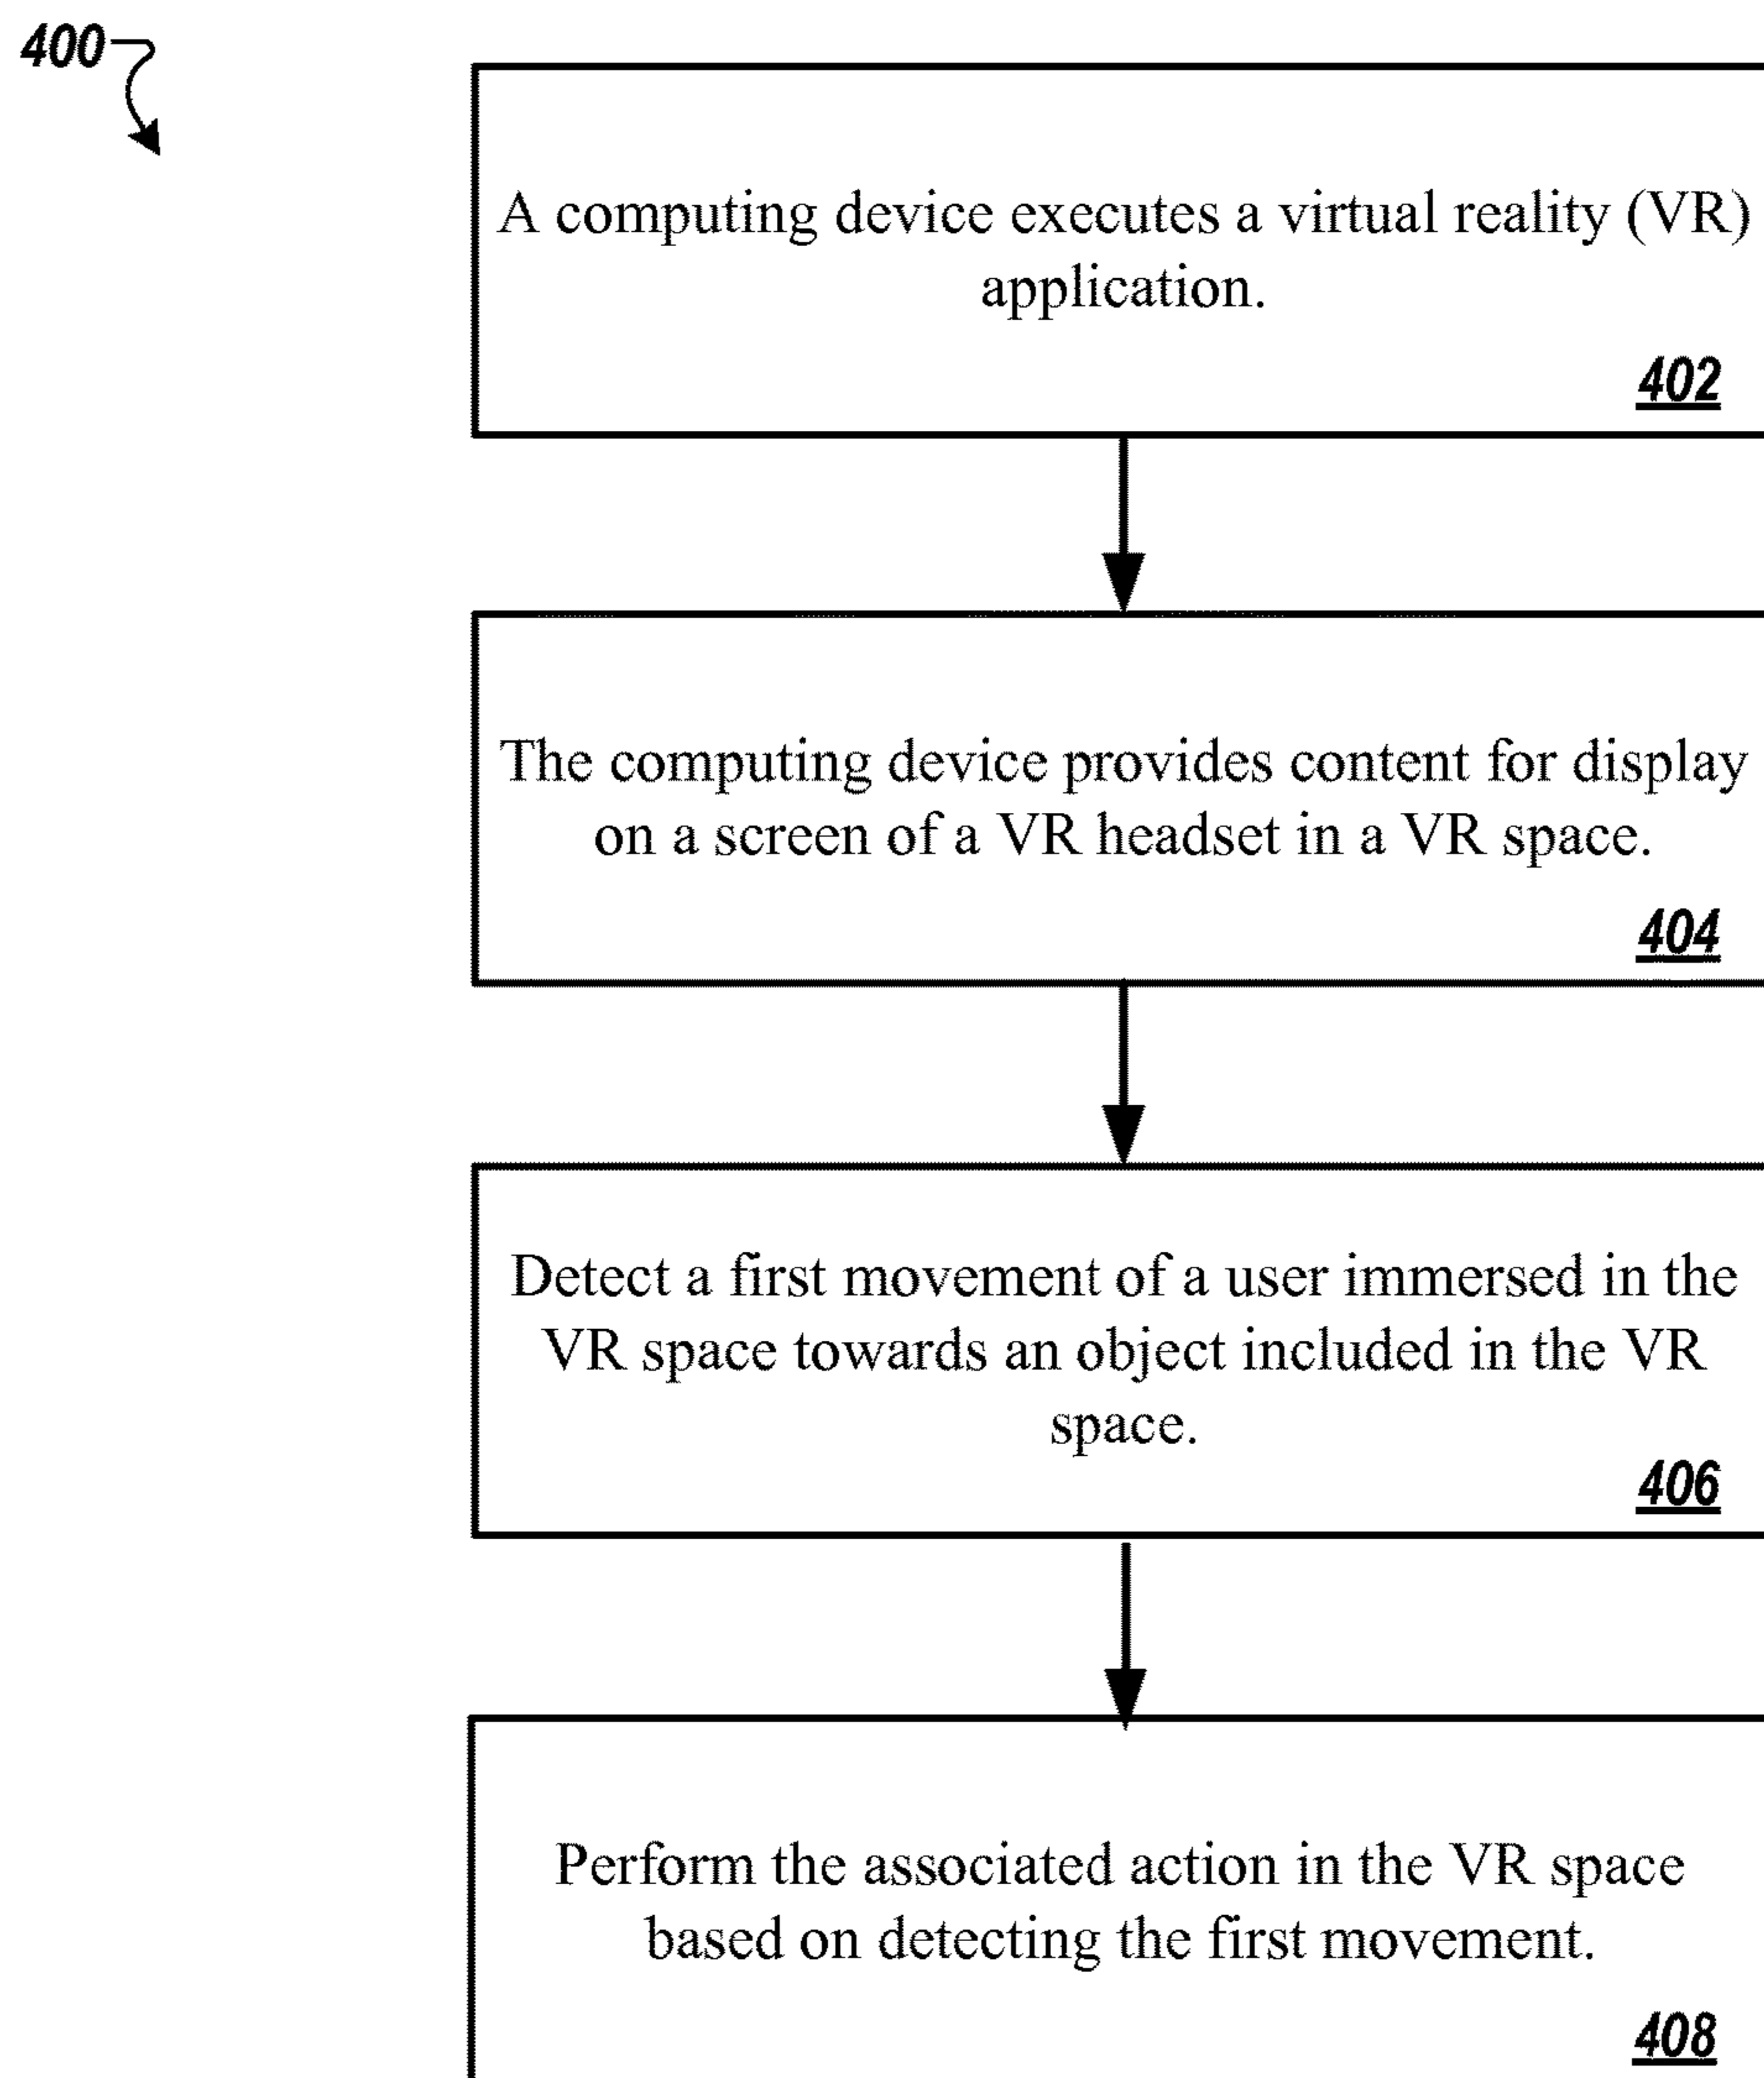 400
A computing device executes a virtual reality (VR)
application.
402
The computing device provides content for display
on a screen of a VR headset in a VR space.
404
Detect a first movement of a user immersed in the
VR space towards an object included in the VR
space.
406
Perform the associated action in the VR space
based on detecting the first movement.
408